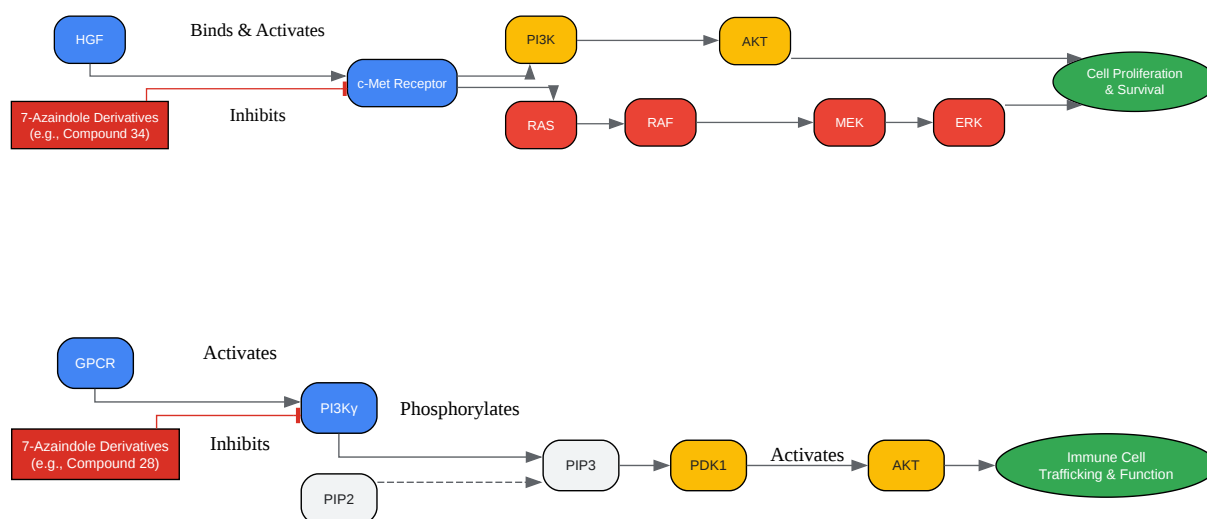 Binds & Activates
HGF
PI3K
AKT
c-Met Receptor
Cell Proliferation
& Survival
7-Azaindole Derivatives
(e.g., Compound 34)
Inhibits
RAS
RAF
MEK
ERK
Activates
GPCR
PI3Kγ
Phosphorylates
7-Azaindole Derivatives
(e.g., Compound 28)
Inhibits
PIP3
PDK1
Activates
AKT
Immune Cell
Trafficking & Function
PIP2